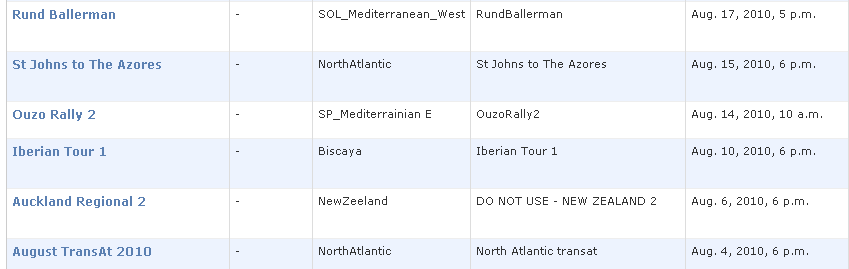 Rund Ballerman - SOL_Mediterranean_West RundBallerman Aug. 17, 2010, 5 p.m.
St Johns to The Azores - NorthAtlantic St Johns to The Azores Aug. 15, 2010, 6 p.m.
Ouzo Rally 2 - SP_Mediterrainian E OuzoRally2 Aug. 14, 2010, 10 a.m.
Iberian Tour 1 - Biscaya Iberian Tour 1 Aug. 10, 2010, 6 p.m.
Auckland Regional 2 - NewZeeland DO NOT USE - NEW ZEALAND 2 Aug. 6, 2010, 6 p.m.
August TransAt 2010 - NorthAtlantic North Atlantic transat Aug. 4, 2010, 6 p.m.